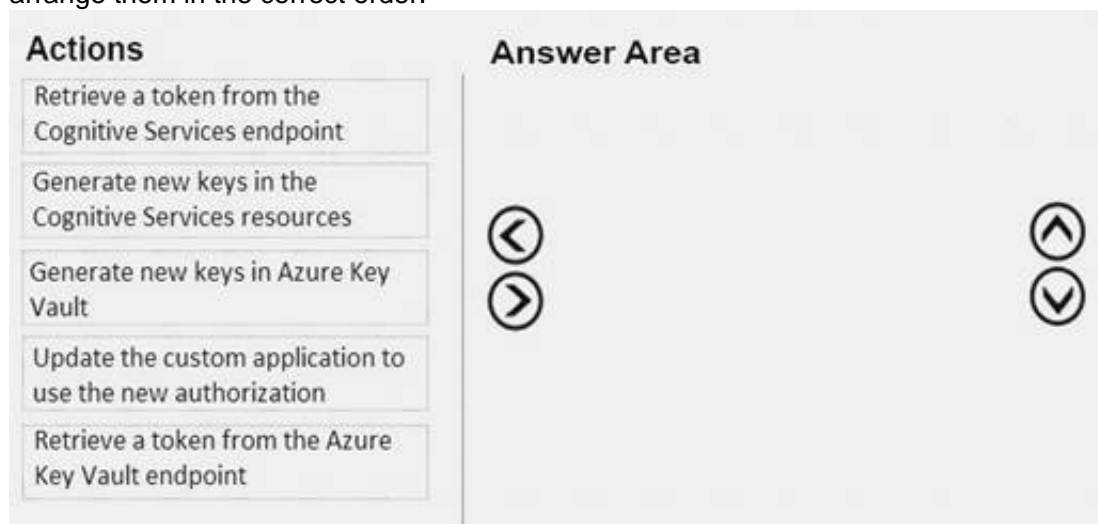 arrange them in the correct order.
Actions
Answer Area
Retrieve a token from the
Cognitive Services endpoint
Generate new keys in the
Cognitive Services resources
Generate new keys in Azure Key
Vault
Update the custom application to
use the new authorization
Retrieve a token from the Azure
Key Vault endpoint